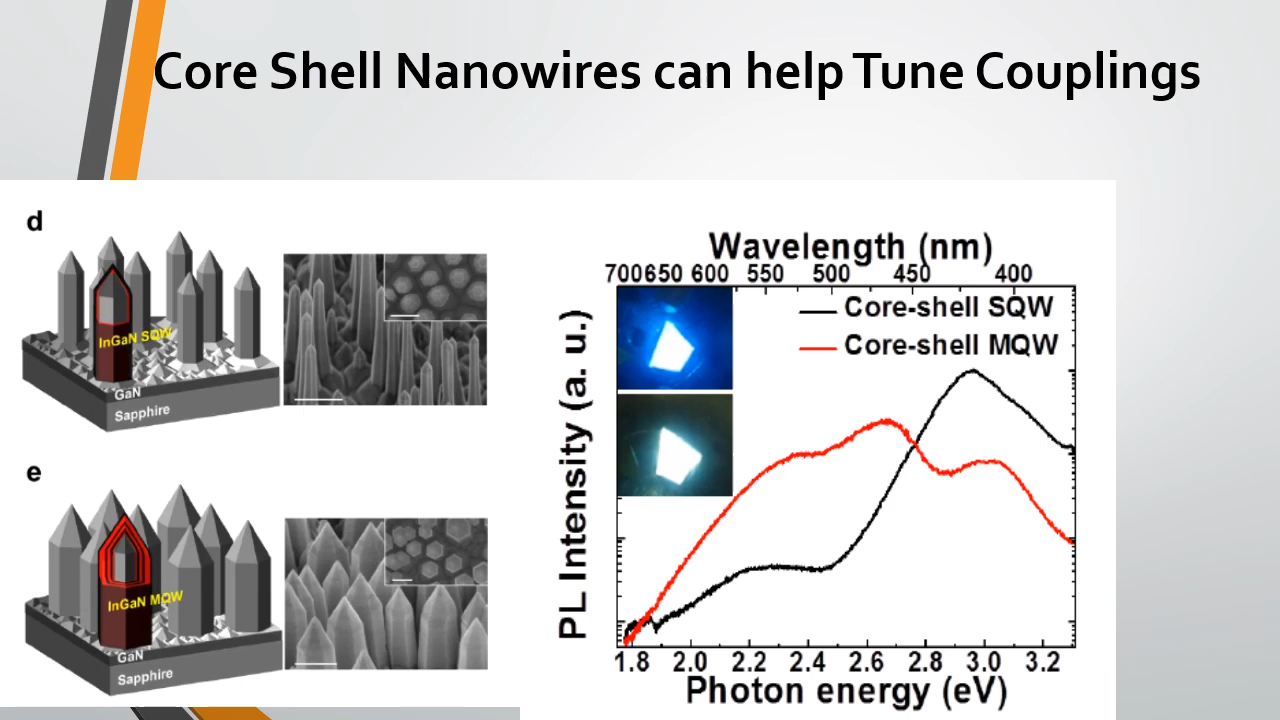 Core Shell Nanowires can help Tune Couplings
d
InGaN SQW
GaN
Sapphire
e
InGaN MQW
GaN
Sapphire
Wavelength (nm)
700 650 600 550 500 450 400
Core-shell SQW
Core-shell MQW
PL Intensity (a. u.)
1.8 2.0 2.2 2.4 2.6 2.8 3.0 3.2
Photon energy (eV)